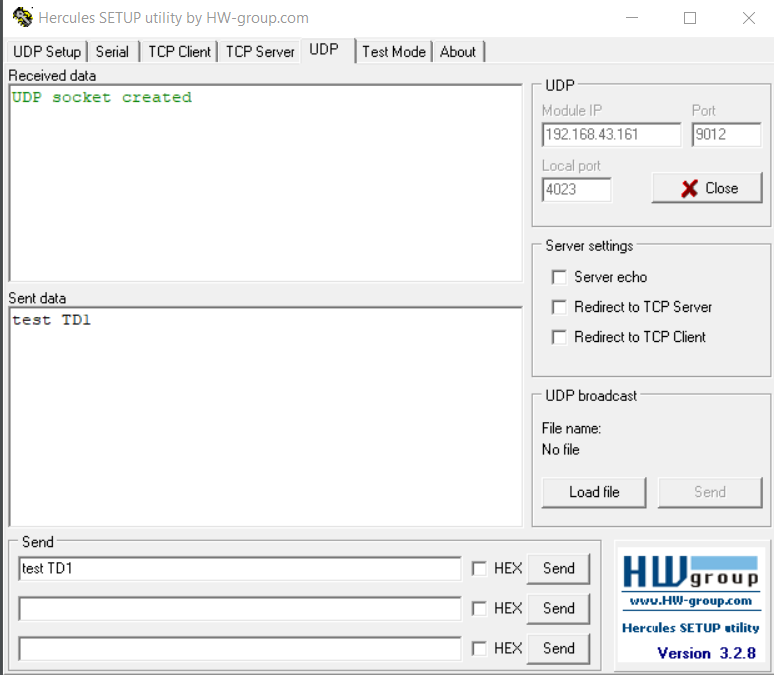 Hercules SETUP utility by HW-group.com
UDP Setup Serial TCP Client TCP Server UDP Test Mode About
Received data
UDP socket created
Sent data
test TD1
UDP
Module IP Port
192.168.43.161 9012
Local port
4023 Close
Server settings
Server echo
Redirect to TCP Server
Redirect to TCP Client
UDP broadcast
File name:
No file
Load file Send
Send
test TD1 HEX Send
HEX Send
HEX Send
HW group
www.HW-group.com
Hercules SETUP utility
Version 3.2.8